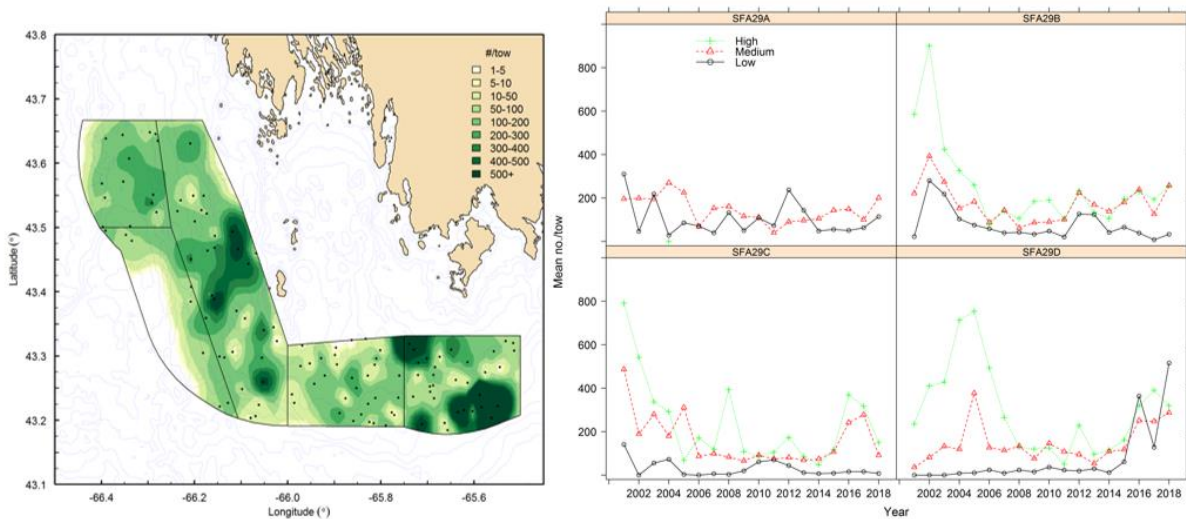 #/tow
1-5
5-10
10-50
50-100
100-200
200-300
300-400
400-500
500+
43.8
43.7
43.6
43.5
43.4
43.3
43.2
43.1
Latitude (°)
-66.4
-66.2
-66.0
-65.8
-65.6
Longitude (°)
SFA29A
SFA29B
High
Medium
Low
800
600
400
200
Mean no./tow
SFA29C
SFA29D
800
600
400
200
2002 2004 2006 2008 2010 2012 2014 2016 2018
2002 2004 2006 2008 2010 2012 2014 2016 2018
Year